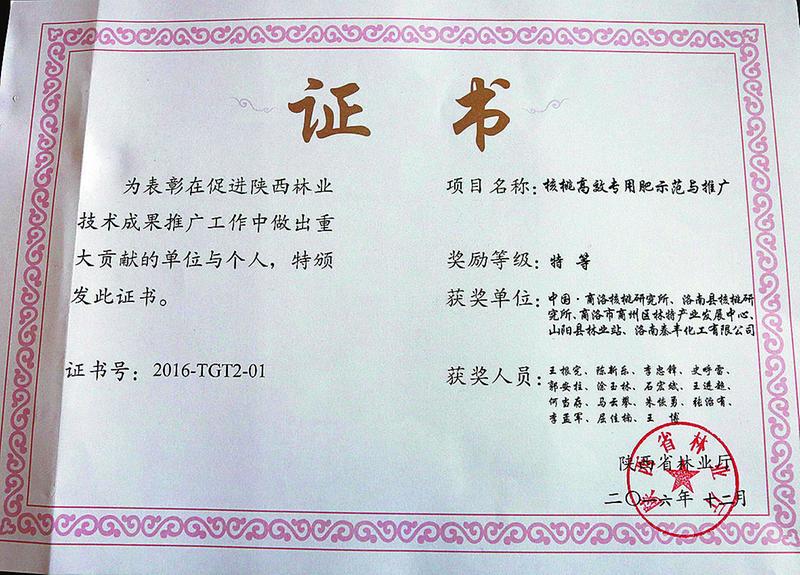 证 书
为表彰在促进陕西林业
技术成果推广工作中做出重
大贡献的单位与个人，特颁
发此证书。
证书号：2016-TGT2-01
项目名称：核桃高效专用肥示范与推广
奖励等级：特 等
获奖单位：中国·商洛核桃研究所、洛南县核桃研
究所、商洛市商州区林特产业发展中心、
山阳县林业站、洛南泰丰化工有限公司
获奖人员：王根宪、陈新乐、李忠锋、史呼雷、
郭安柱、徐玉林、石宏斌、王进超、
何当存、马云攀、朱恢勇、张治有、
李孟军、屈佳楠、王 博
陕西省林业厅
二〇一六年 十二月